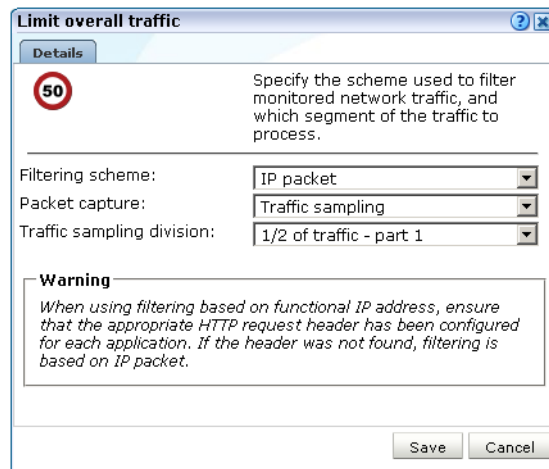 Limit overall traffic
Details
50
Specify the scheme used to filter
monitored network traffic, and
which segment of the traffic to
process.
Filtering scheme: IP packet
Packet capture: Traffic sampling
Traffic sampling division: 1/2 of traffic - part 1
Warning
When using filtering based on functional IP address, ensure
that the appropriate HTTP request header has been configured
for each application. If the header was not found, filtering is
based on IP packet.
Save Cancel